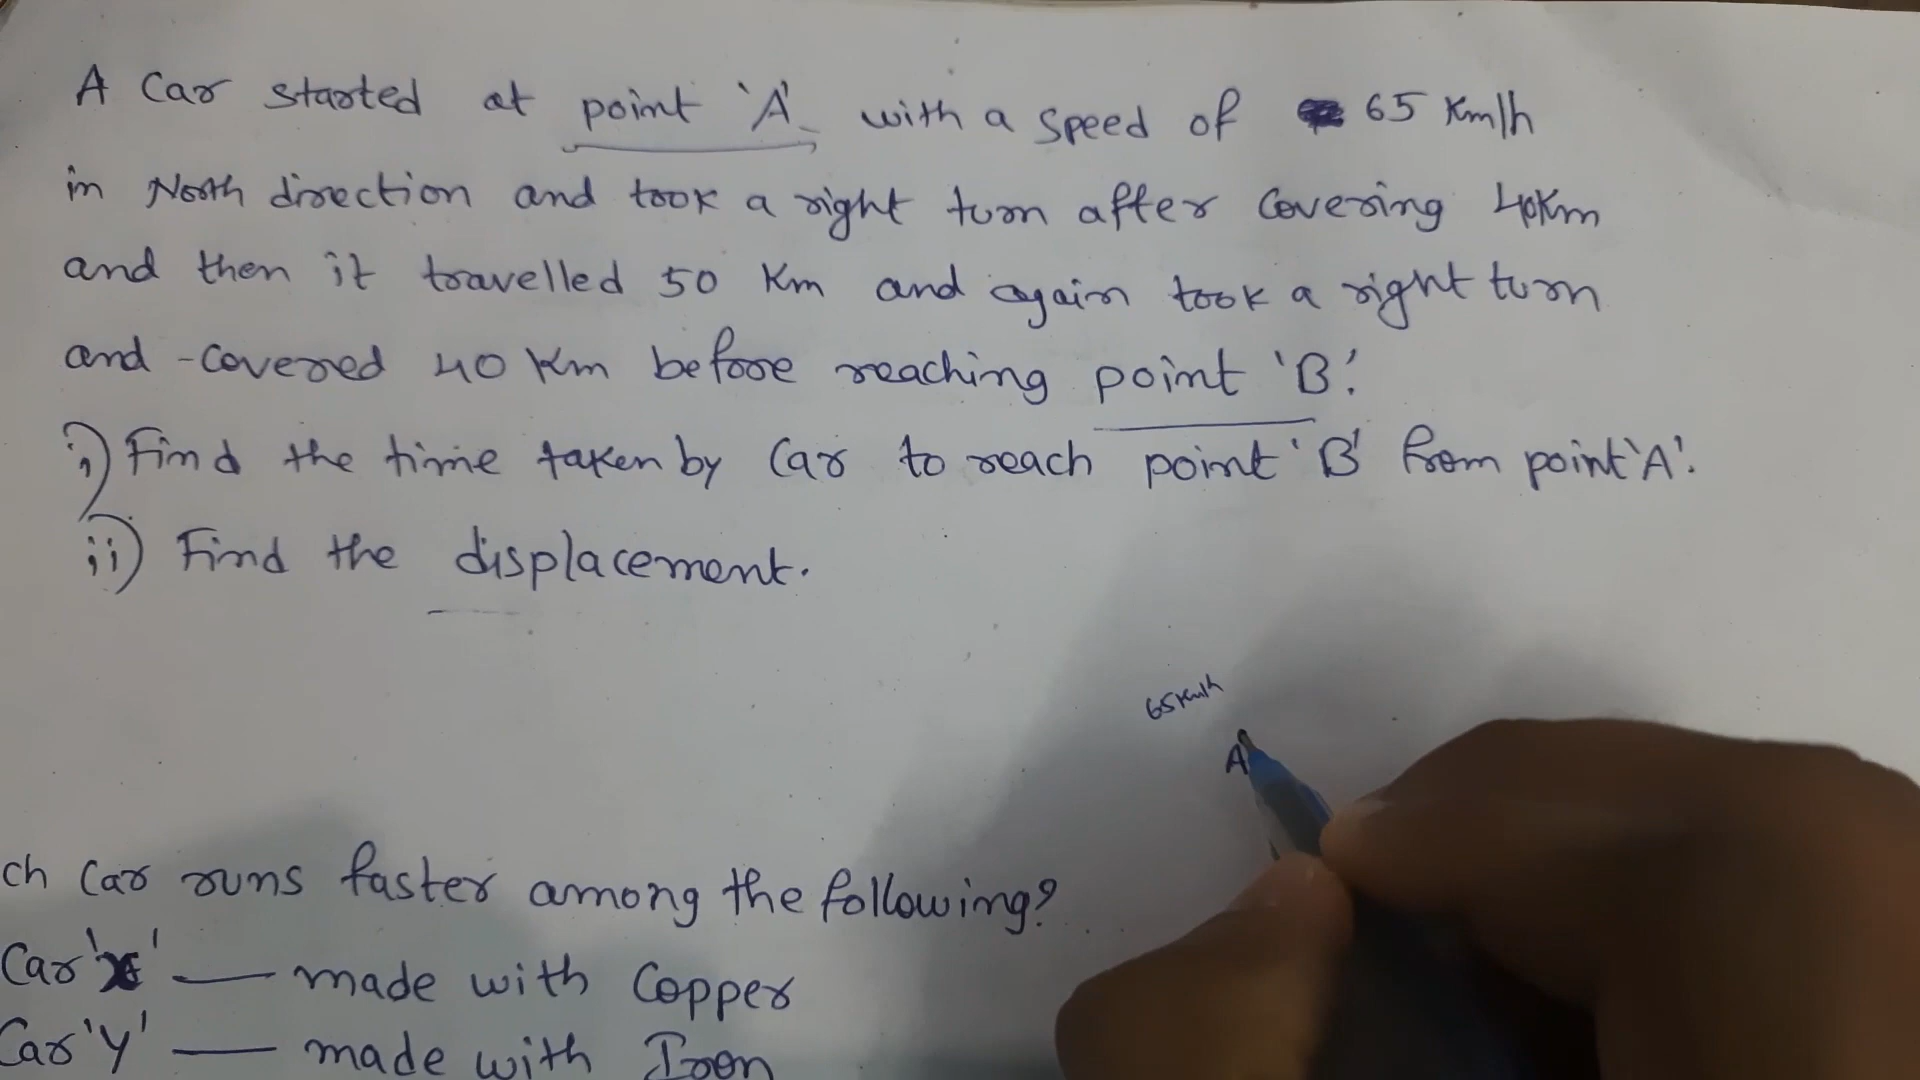 A Car started at point 'A' with a speed of 65 Km/h
in North direction and took a right turn after covering 40Km
and then it travelled 50 Km and again took a right turn
and covered 40 Km before reaching point 'B'.
i) Find the time taken by Car to reach point 'B' from point 'A'.
ii) Find the displacement.
65Km/h
A
ch Car runs faster among the following?
Car 'X' — made with Copper
Car 'Y' — made with Iron